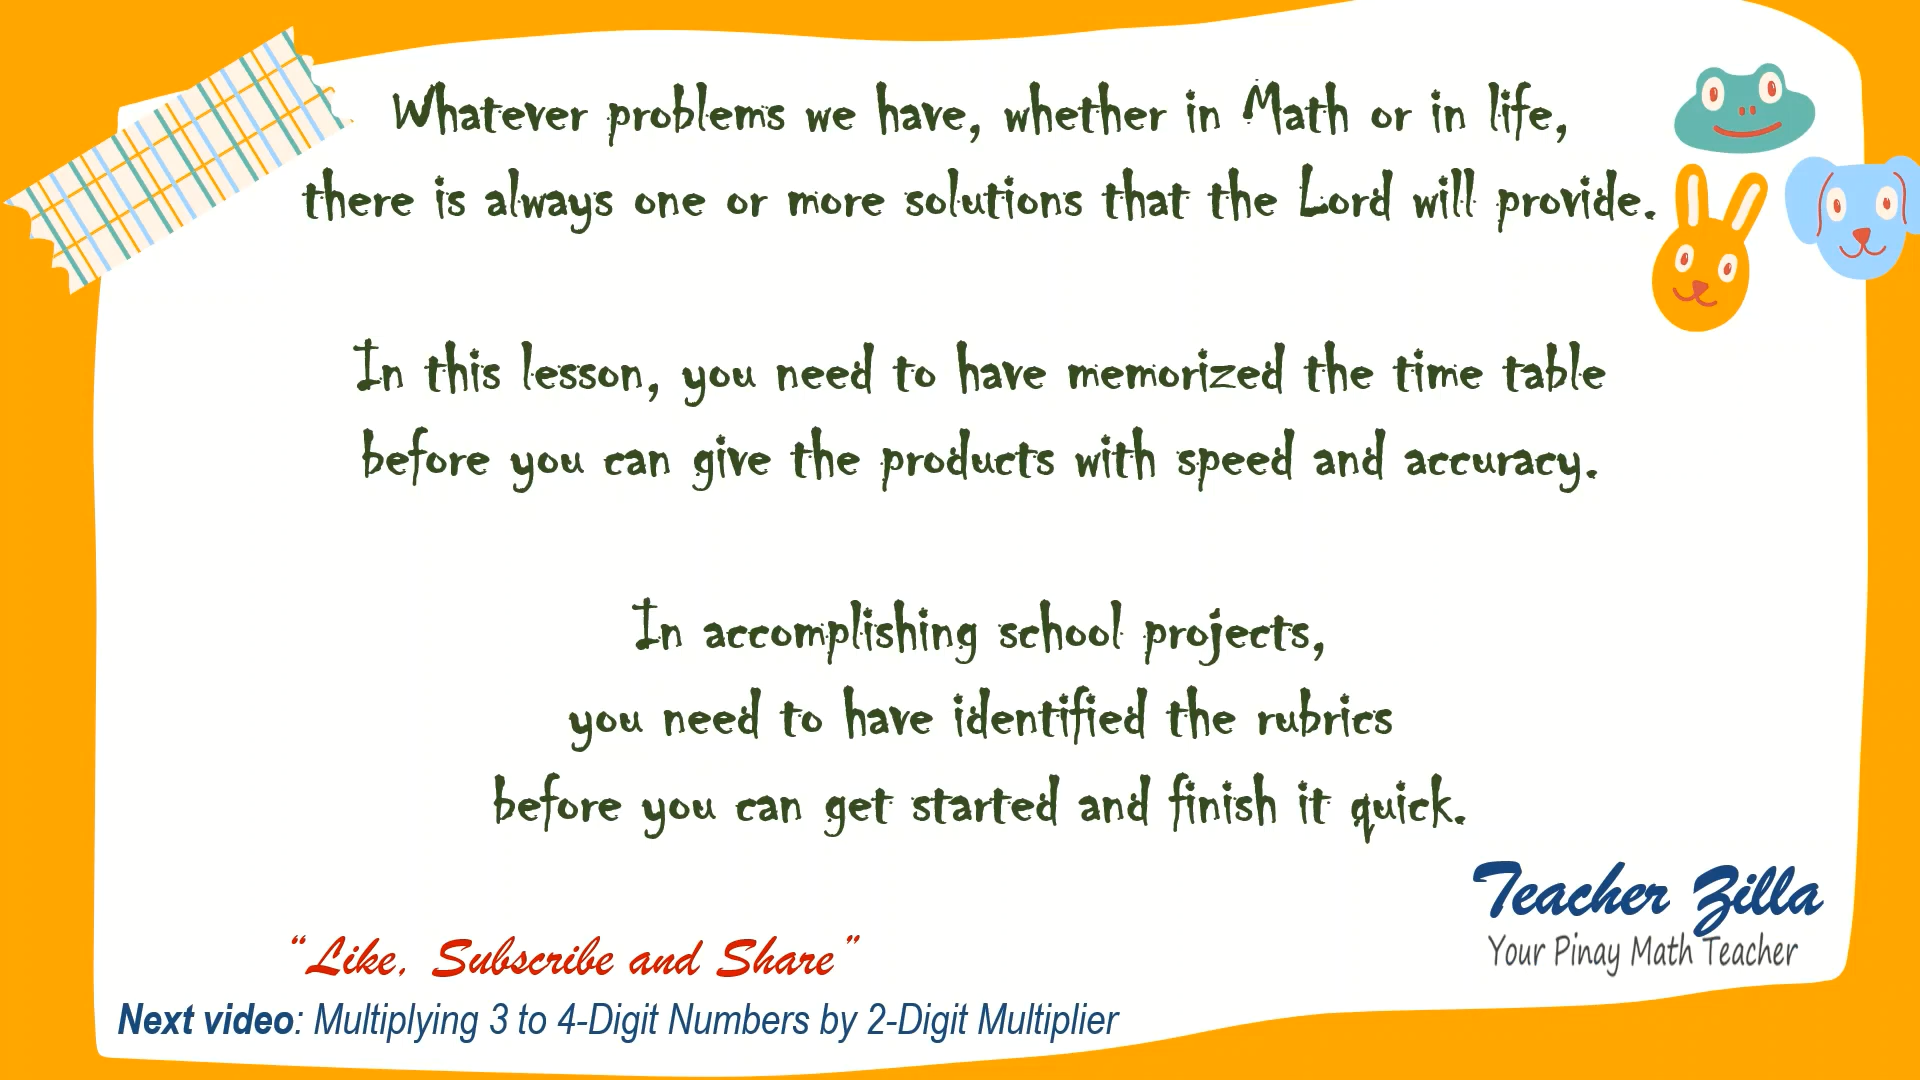 Whatever problems we have, whether in Math or in life,
there is always one or more solutions that the Lord will provide.
In this lesson, you need to have memorized the time table
before you can give the products with speed and accuracy.
In accomplishing school projects,
you need to have identified the rubrics
before you can get started and finish it quick.
Teacher Zilla
Your Pinay Math Teacher
“Like, Subscribe and Share”
Next video: Multiplying 3 to 4-Digit Numbers by 2-Digit Multiplier